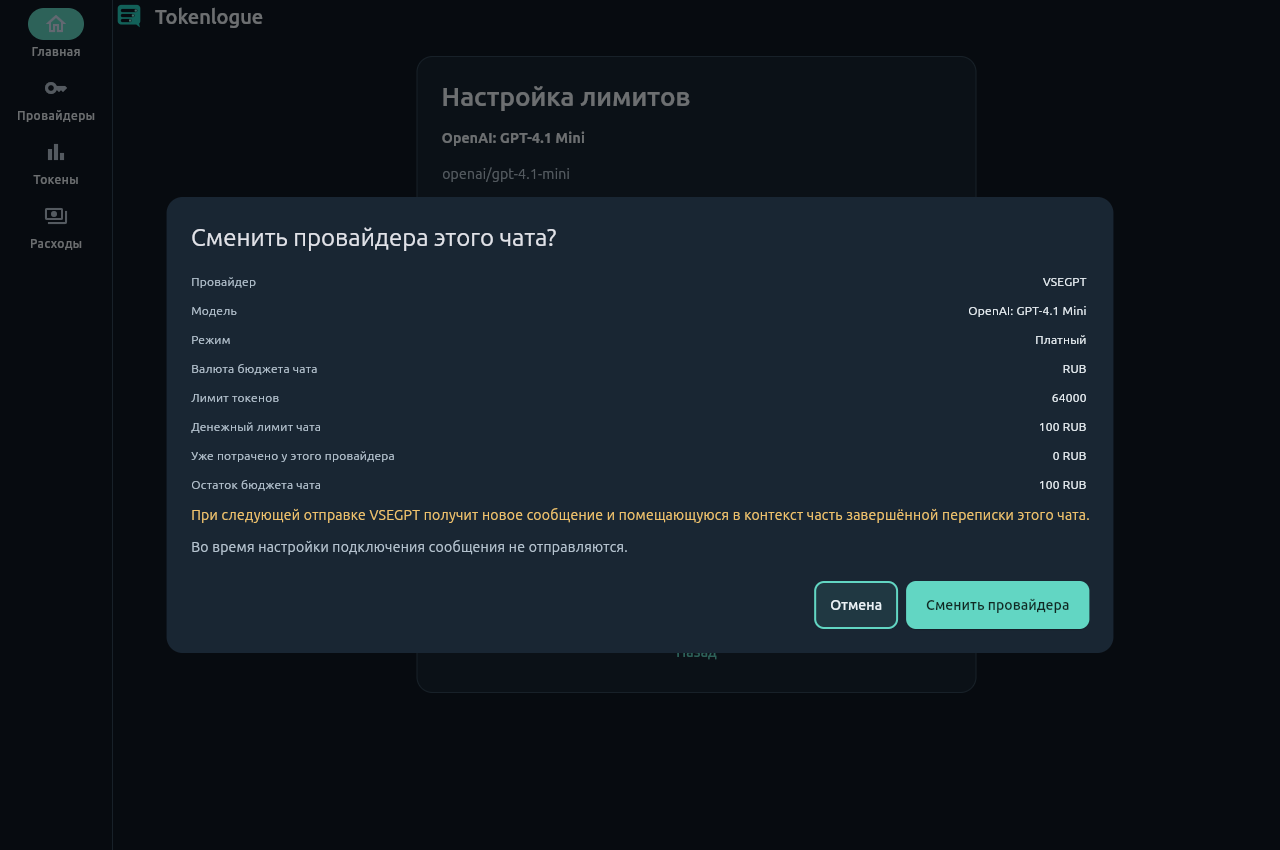 Tokenlogue
Главная
Провайдеры
Токены
Расходы
Настройка лимитов
OpenAI: GPT-4.1 Mini
openai/gpt-4.1-mini
Сменить провайдера этого чата?
Провайдер VSEGPT
Модель OpenAI: GPT-4.1 Mini
Режим Платный
Валюта бюджета чата RUB
Лимит токенов 64000
Денежный лимит чата 100 RUB
Уже потрачено у этого провайдера 0 RUB
Остаток бюджета чата 100 RUB
При следующей отправке VSEGPT получит новое сообщение и помещающуюся в контекст часть завершённой переписки этого чата.
Во время настройки подключения сообщения не отправляются.
Отмена Сменить провайдера
Назад